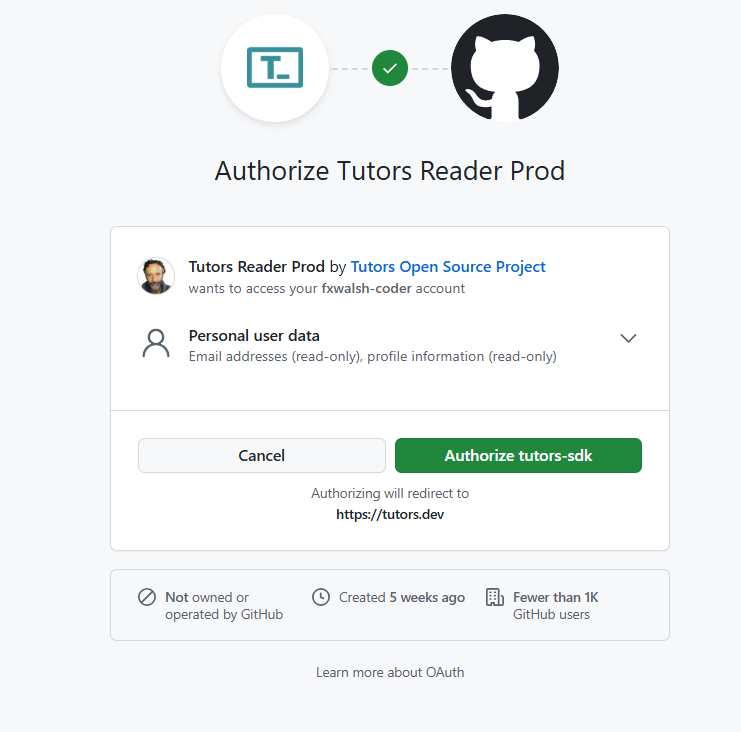 T_
Authorize Tutors Reader Prod
Tutors Reader Prod by Tutors Open Source Project
wants to access your fxwalsh-coder account
Personal user data
Email addresses (read-only), profile information (read-only)
Cancel
Authorize tutors-sdk
Authorizing will redirect to
https://tutors.dev
Not owned or
operated by GitHub
Created 5 weeks ago
Fewer than 1K
GitHub users
Learn more about OAuth